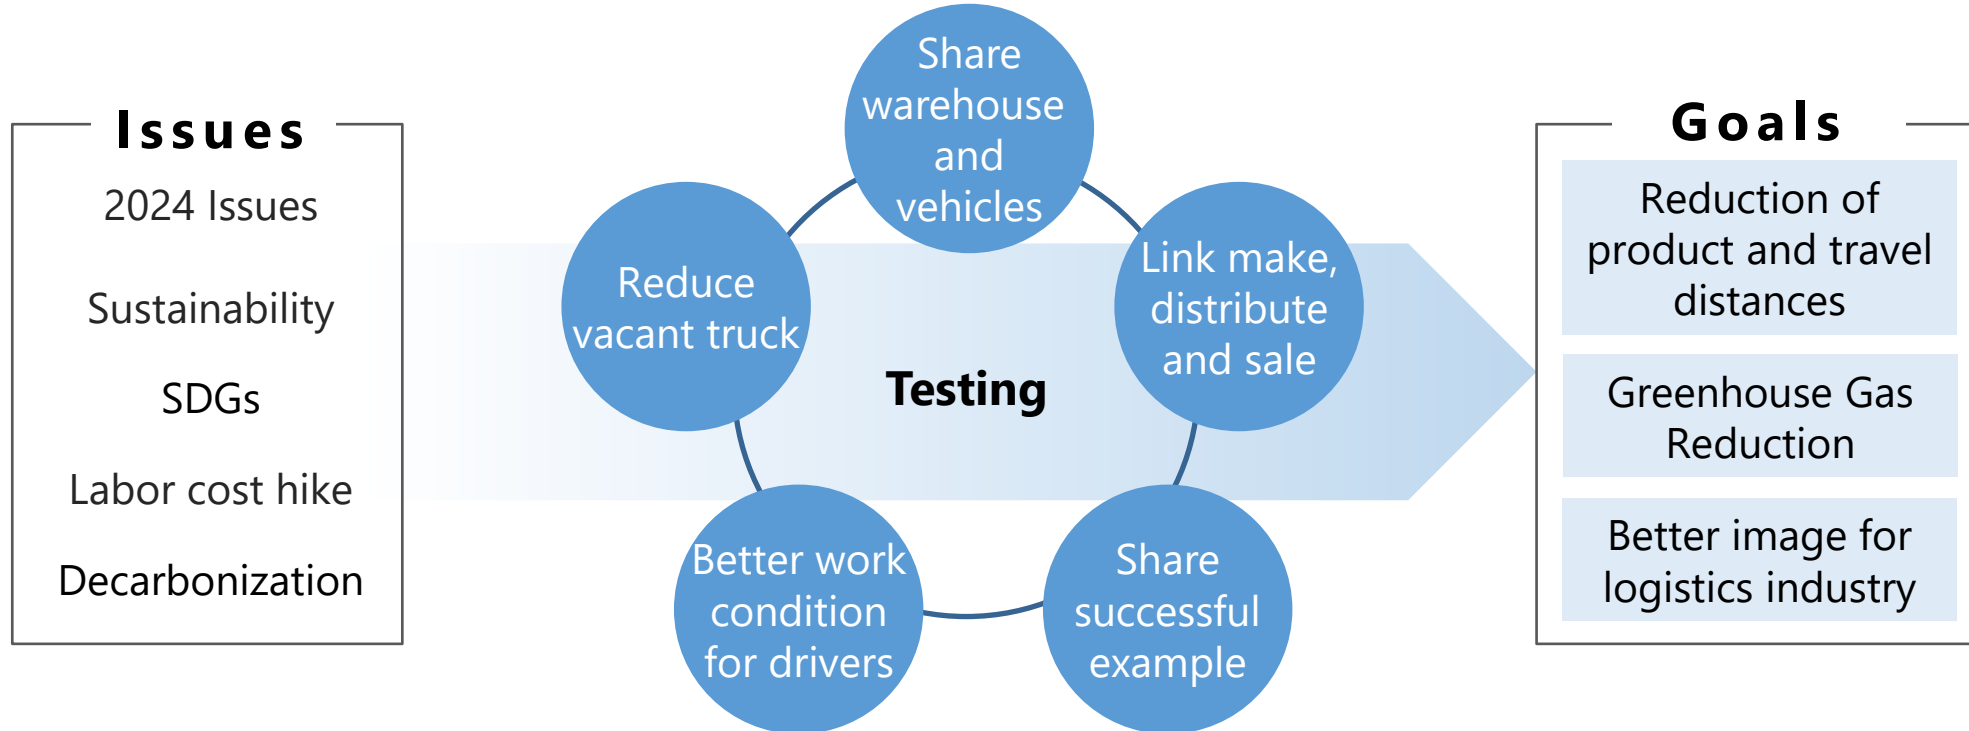 Issues
2024 Issues
Sustainability
SDGs
Labor cost hike
Decarbonization
Share
warehouse
and
vehicles
Reduce
vacant truck
Link make,
distribute
and sale
Testing
Better work
condition
for drivers
Share
successful
example
Goals
Reduction of
product and travel
distances
Greenhouse Gas
Reduction
Better image for
logistics industry